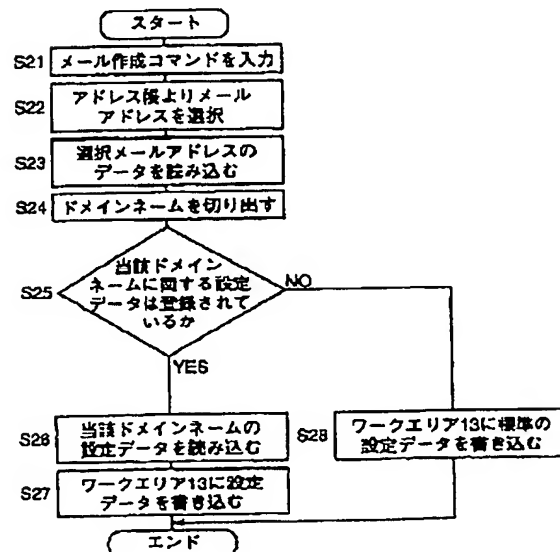 スタート
S21 メール作成コマンドを入力
S22 アドレス帳よりメール
アドレスを選択
S23 選択メールアドレスの
データを読み込む
S24 ドメインネームを切り出す
S25 当該ドメイン
ネームに関する設定
データは登録されて
いるか
NO
YES
S26 当該ドメインネームの
設定データを読み込む
S28 ワークエリア13に標準の
設定データを書き込む
S27 ワークエリア13に設定
データを書き込む
エンド